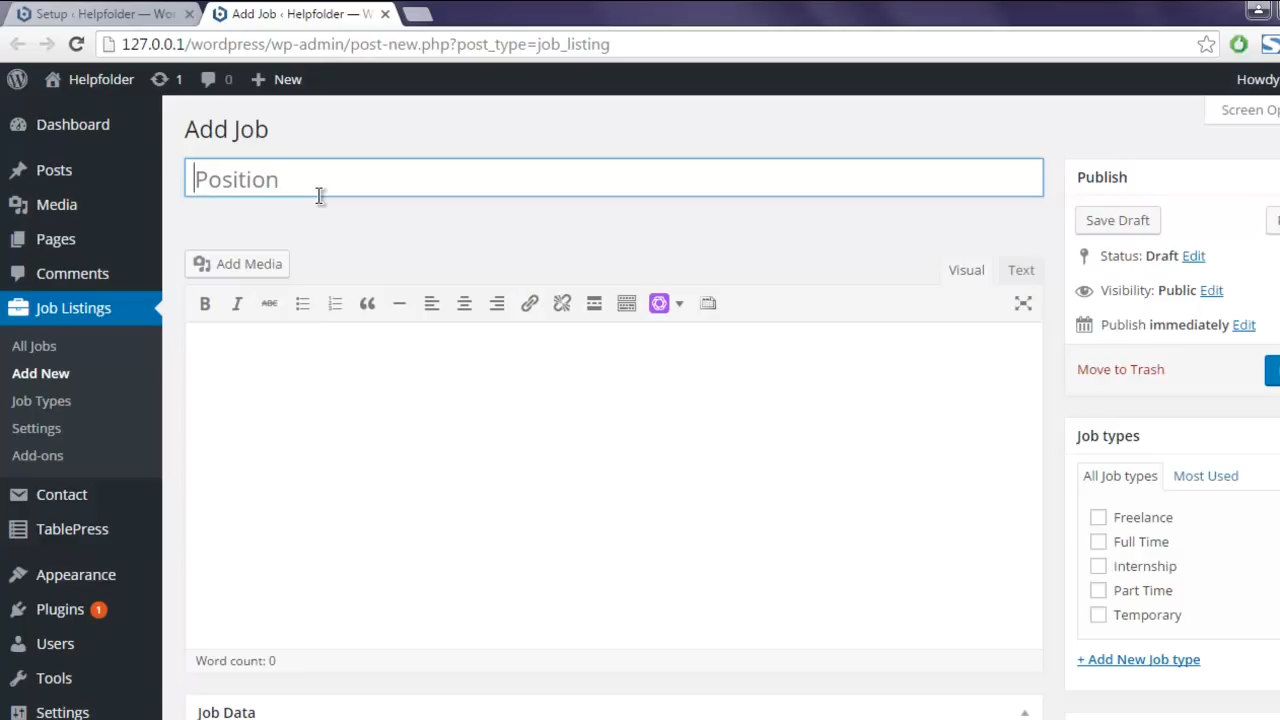 Setup ‹ Helpfolder — Wor
Add Job ‹ Helpfolder — W
127.0.0.1/wordpress/wp-admin/post-new.php?post_type=job_listing
Helpfolder 1 0 New Howdy
Screen Op
Dashboard
Posts
Media
Pages
Comments
Job Listings
All Jobs
Add New
Job Types
Settings
Add-ons
Contact
TablePress
Appearance
Plugins 1
Users
Tools
Settings
Add Job
Position
Add Media
Visual Text
B I ABC
Word count: 0
Job Data
Publish
Save Draft
Status: Draft Edit
Visibility: Public Edit
Publish immediately Edit
Move to Trash
Job types
All Job types Most Used
Freelance
Full Time
Internship
Part Time
Temporary
+ Add New Job type